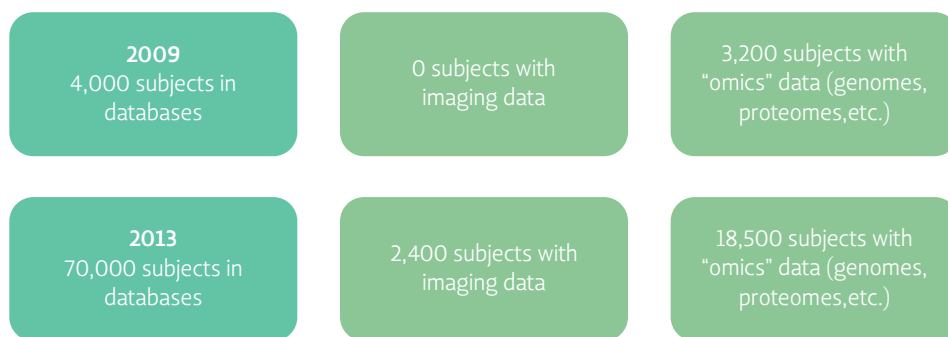 2009
4,000 subjects in
databases
0 subjects with
imaging data
3,200 subjects with
“omics” data (genomes,
proteomes,etc.)
2013
70,000 subjects in
databases
2,400 subjects with
imaging data
18,500 subjects with
“omics” data (genomes,
proteomes,etc.)